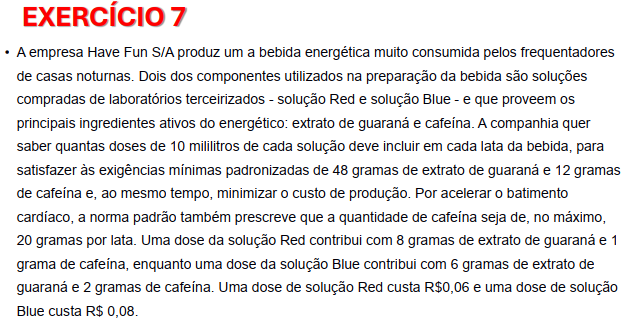 EXERCÍCIO 7
• A empresa Have Fun S/A produz um a bebida energética muito consumida pelos frequentadores
de casas noturnas. Dois dos componentes utilizados na preparação da bebida são soluções
compradas de laboratórios terceirizados - solução Red e solução Blue - e que proveem os
principais ingredientes ativos do energético: extrato de guaraná e cafeína. A companhia quer
saber quantas doses de 10 mililitros de cada solução deve incluir em cada lata da bebida, para
satisfazer às exigências mínimas padronizadas de 48 gramas de extrato de guaraná e 12 gramas
de cafeína e, ao mesmo tempo, minimizar o custo de produção. Por acelerar o batimento
cardíaco, a norma padrão também prescreve que a quantidade de cafeína seja de, no máximo,
20 gramas por lata. Uma dose da solução Red contribui com 8 gramas de extrato de guaraná e 1
grama de cafeína, enquanto uma dose da solução Blue contribui com 6 gramas de extrato de
guaraná e 2 gramas de cafeína. Uma dose de solução Red custa R$0,06 e uma dose de solução
Blue custa R$ 0,08.